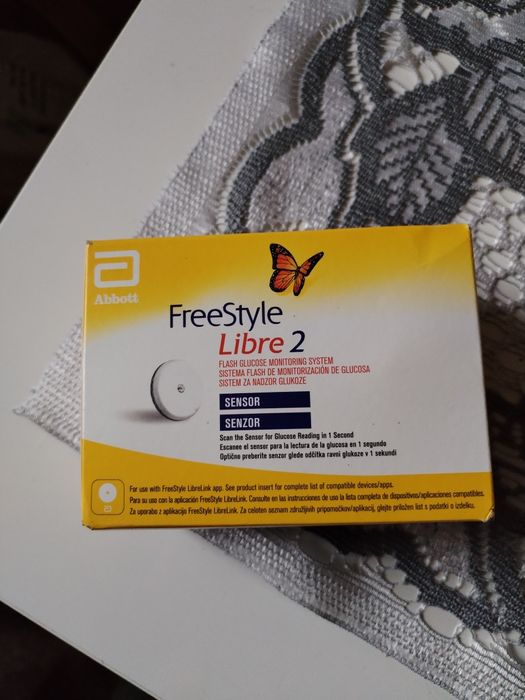 Abbott
FreeStyle
Libre 2
FLASH GLUCOSE MONITORING SYSTEM
SISTEMA FLASH DE MONITORIZACIÓN DE GLUCOSA
SISTEM ZA NADZOR GLUKOZE
SENSOR
SENZOR
Scan the Sensor for Glucose Reading in 1 Second
Escanee el sensor para la lectura de la glucosa en 1 segundo
Optično preberite senzor glede odčitka ravni glukoze v 1 sekundi
For use with FreeStyle LibreLink app. See product insert for complete list of compatible devices/apps.
Para su uso con la aplicación FreeStyle LibreLink. Consulte en las instrucciones de uso la lista completa de dispositivos/aplicaciones compatibles.
Za uporabo z aplikacijo FreeStyle LibreLink. Za celoten seznam združljivih pripomočkov/aplikacij, glejte priložen list s podatki o izdelku.